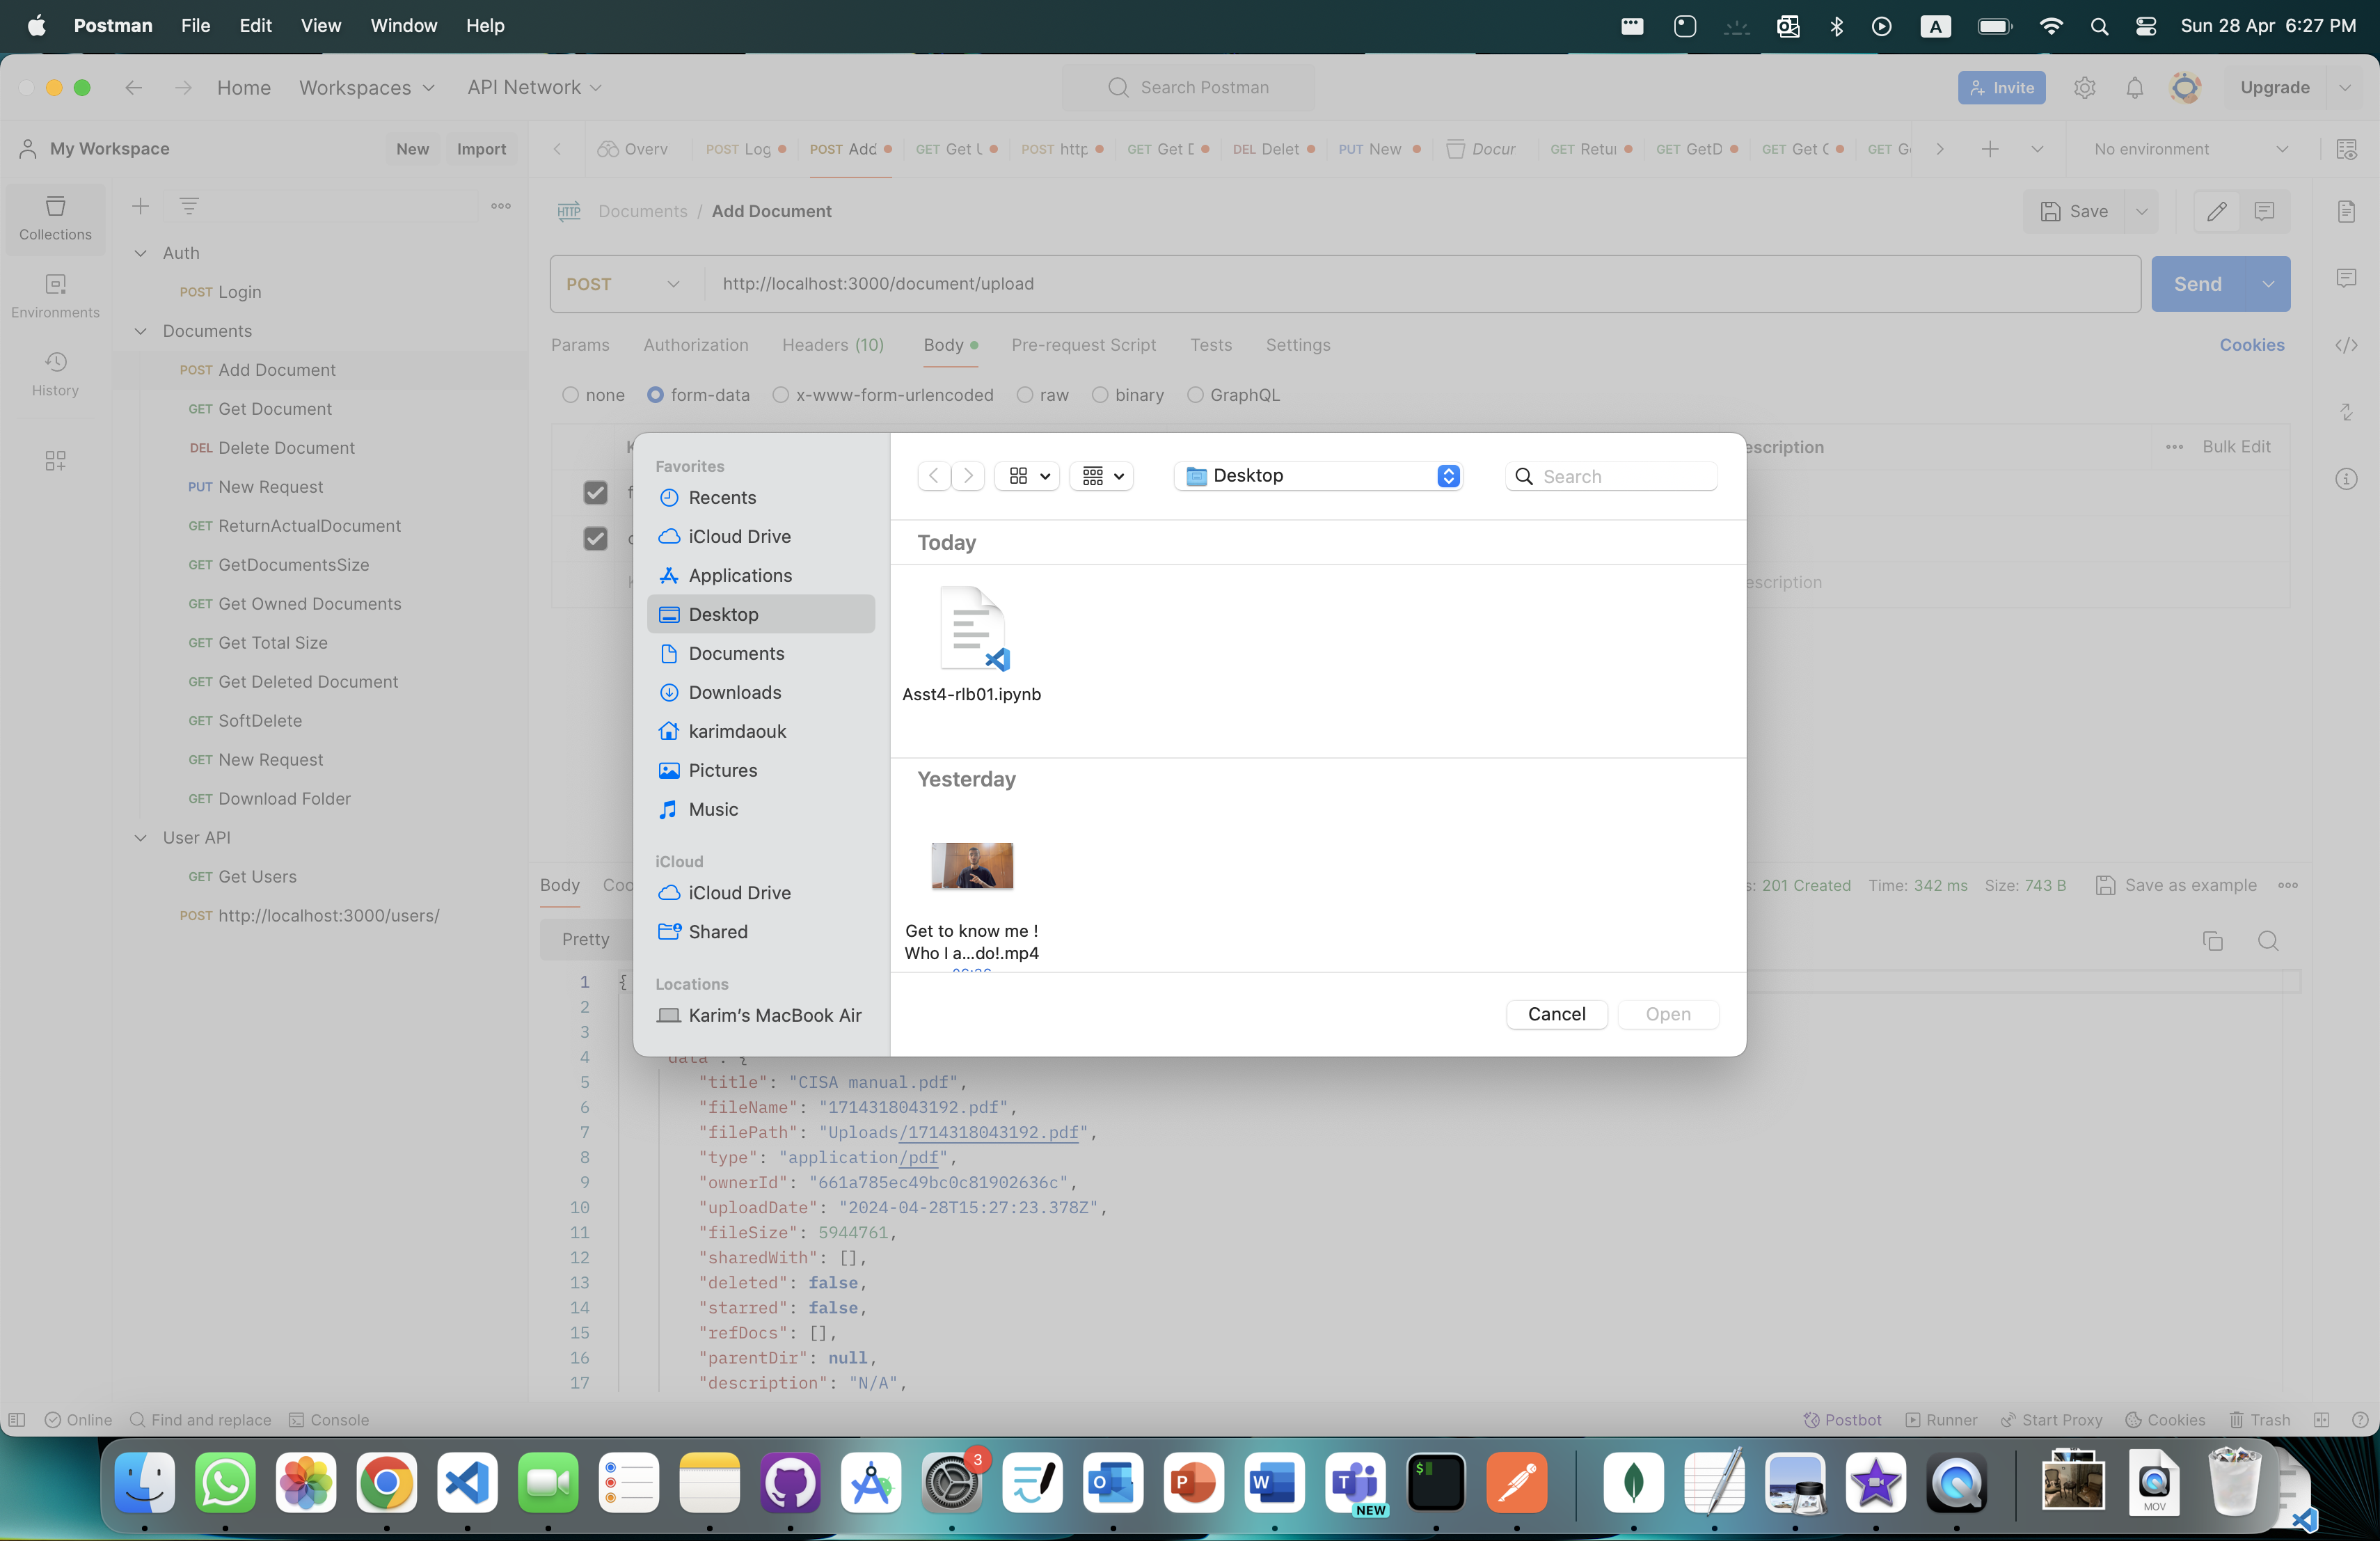 Postman File Edit View Window Help
A
Sun 28 Apr 6:27 PM
Home Workspaces API Network
Search Postman
Invite
Upgrade
My Workspace
New Import
Overv
POST Log
POST Add
GET Get
POST http
GET Get
DEL Delet
PUT New
Docur
GET Retur
GET GetD
GET Get
GET
No environment
Collections
Environments
History
Auth
POST Login
Documents
POST Add Document
GET Get Document
DEL Delete Document
PUT New Request
GET ReturnActualDocument
GET GetDocumentsSize
GET Get Owned Documents
GET Get Total Size
GET Get Deleted Document
GET SoftDelete
GET New Request
GET Download Folder
User API
GET Get Users
POST http://localhost:3000/users/
HTTP Documents / Add Document
Save
POST http://localhost:3000/document/upload
Send
Params Authorization Headers (10) Body Pre-request Script Tests Settings
Cookies
none form-data x-www-form-urlencoded raw binary GraphQL
escription ••• Bulk Edit
escription
Favorites
Recents
iCloud Drive
Applications
Desktop
Documents
Downloads
karimdaouk
Pictures
Music
iCloud
iCloud Drive
Shared
Locations
Karim's MacBook Air
Desktop
Search
Today
Asst4-rlb01.ipynb
Yesterday
Get to know me !
Who I a...do!.mp4
Cancel Open
Body Coo
s: 201 Created Time: 342 ms Size: 743 B Save as example
Pretty
1 {
2
3
4 data : {
5 "title": "CISA manual.pdf",
6 "fileName": "1714318043192.pdf",
7 "filePath": "Uploads/1714318043192.pdf",
8 "type": "application/pdf",
9 "ownerId": "661a785ec49bc0c81902636c",
10 "uploadDate": "2024-04-28T15:27:23.378Z",
11 "fileSize": 5944761,
12 "sharedWith": [],
13 "deleted": false,
14 "starred": false,
15 "refDocs": [],
16 "parentDir": null,
17 "description": "N/A",
Online Find and replace Console
Postbot Runner Start Proxy Cookies Trash
3
O
P
W
T
NEW
$
MOV